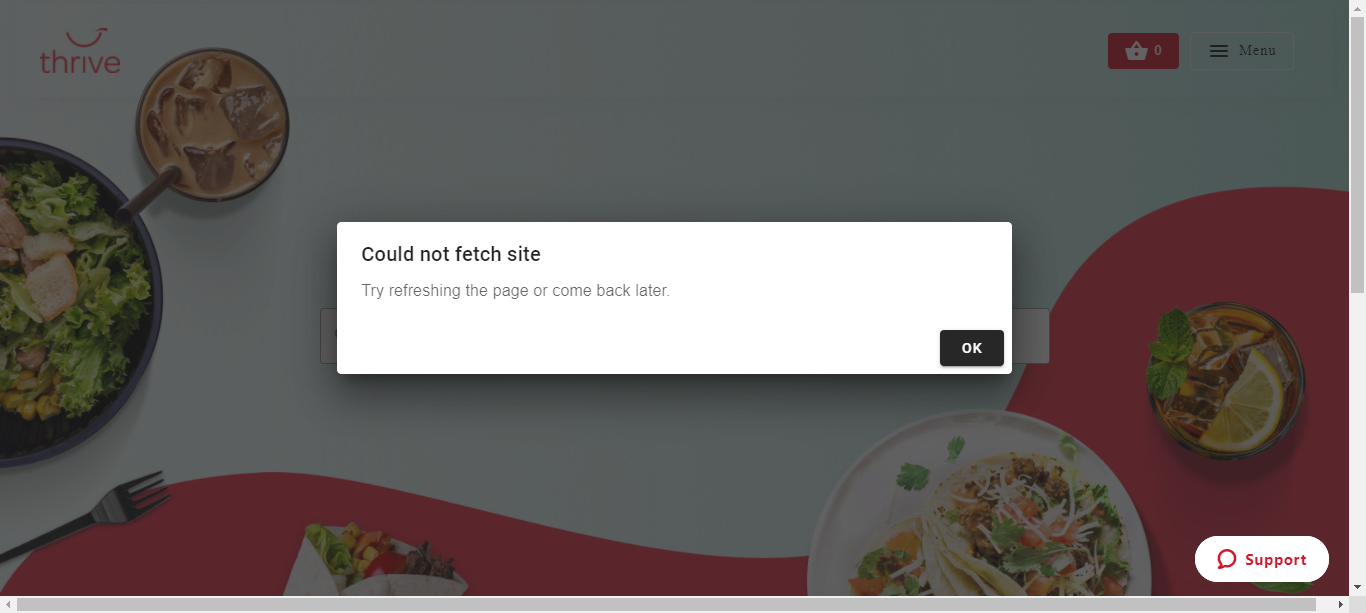 thrive
0
Menu
Could not fetch site
Try refreshing the page or come back later.
OK
Support